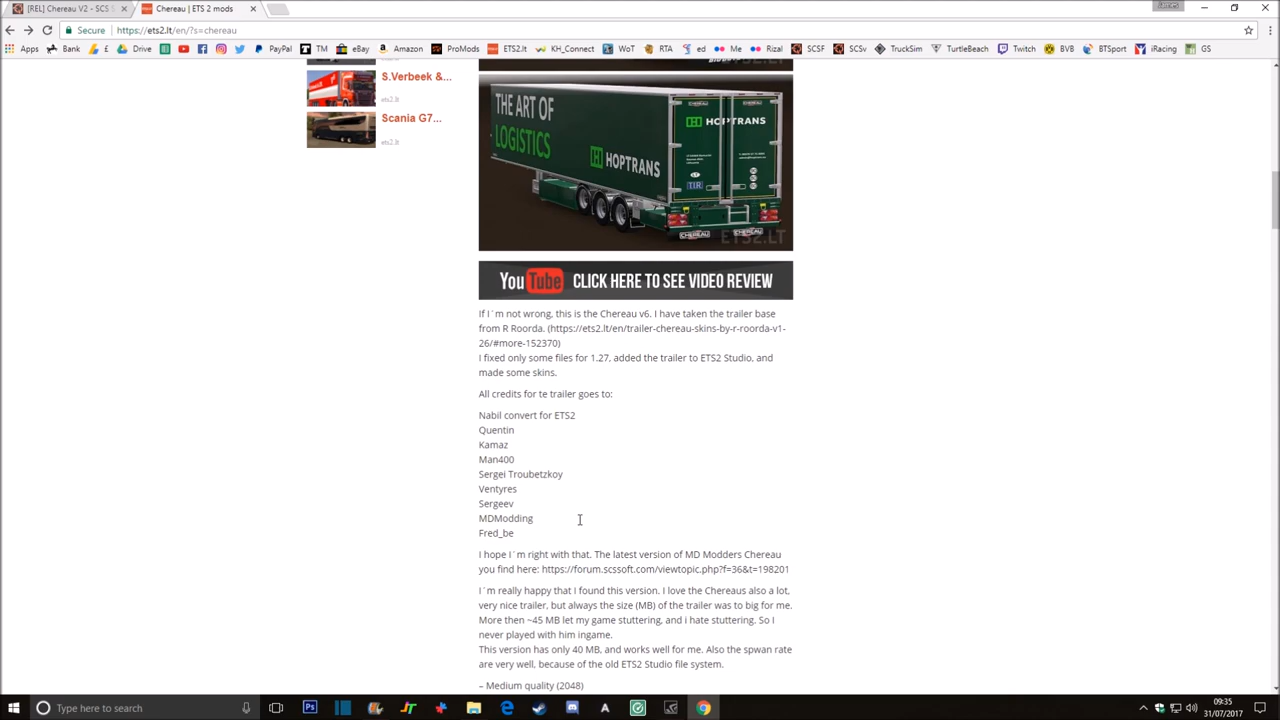 [REL] Chereau V2 - SCS S
Chereau | ETS 2 mods
James
Secure
https://ets2.lt/en/?s=chereau
Apps
Bank
£
Drive
PayPal
TM
eBay
Amazon
ProMods
ETS2.lt
KH_Connect
WoT
RTA
ed
Me
Rizal
SCSF
SCSv
TruckSim
TurtleBeach
Twitch
BVB
BTSport
iRacing
GS
S.Verbeek &...
ets2.lt
Scania G7...
ets2.lt
THE ART OF
LOGISTICS
HOPTRANS
CHEREAU
CHEREAU
HOPTRANS
TIR
CHEREAU
CHEREAU
ETS2.LT
YouTube CLICK HERE TO SEE VIDEO REVIEW
If I´m not wrong, this is the Chereau v6. I have taken the trailer base
from R Roorda. (https://ets2.lt/en/trailer-chereau-skins-by-r-roorda-v1-
26/#more-152370)
I fixed only some files for 1.27, added the trailer to ETS2 Studio, and
made some skins.
All credits for te trailer goes to:
Nabil convert for ETS2
Quentin
Kamaz
Man400
Sergei Troubetzkoy
Ventyres
Sergeev
MDModding
Fred_be
I hope I´m right with that. The latest version of MD Modders Chereau
you find here: https://forum.scssoft.com/viewtopic.php?f=36&t=198201
I´m really happy that I found this version. I love the Chereaus also a lot,
very nice trailer, but always the size (MB) of the trailer was to big for me.
More then ~45 MB let my game stuttering, and i hate stuttering. So I
never played with him ingame.
This version has only 40 MB, and works well for me. Also the spwan rate
are very well, because of the old ETS2 Studio file system.
– Medium quality (2048)
Type here to search
09:35
31/07/2017